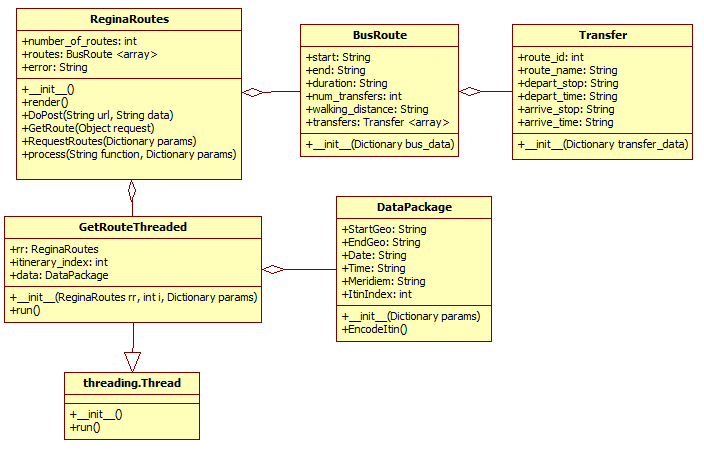 ReginaRoutes
+number_of_routes: int
+routes: BusRoute <array>
+error: String
+__init__()
+render()
+DoPost(String url, String data)
+GetRoute(Object request)
+RequestRoutes(Dictionary params)
+process(String function, Dictionary params)
BusRoute
+start: String
+end: String
+duration: String
+num_transfers: int
+walking_distance: String
+transfers: Transfer <array>
+__init__(Dictionary bus_data)
Transfer
+route_id: int
+route_name: String
+depart_stop: String
+depart_time: String
+arrive_stop: String
+arrive_time: String
+__init__(Dictionary transfer_data)
GetRouteThreaded
+rr: ReginaRoutes
+itinerary_index: int
+data: DataPackage
+__init__(ReginaRoutes rr, int i, Dictionary params)
+run()
DataPackage
+StartGeo: String
+EndGeo: String
+Date: String
+Time: String
+Meridiem: String
+ItinIndex: int
+__init__(Dictionary params)
+EncodeItin()
threading.Thread
+__init__()
+run()